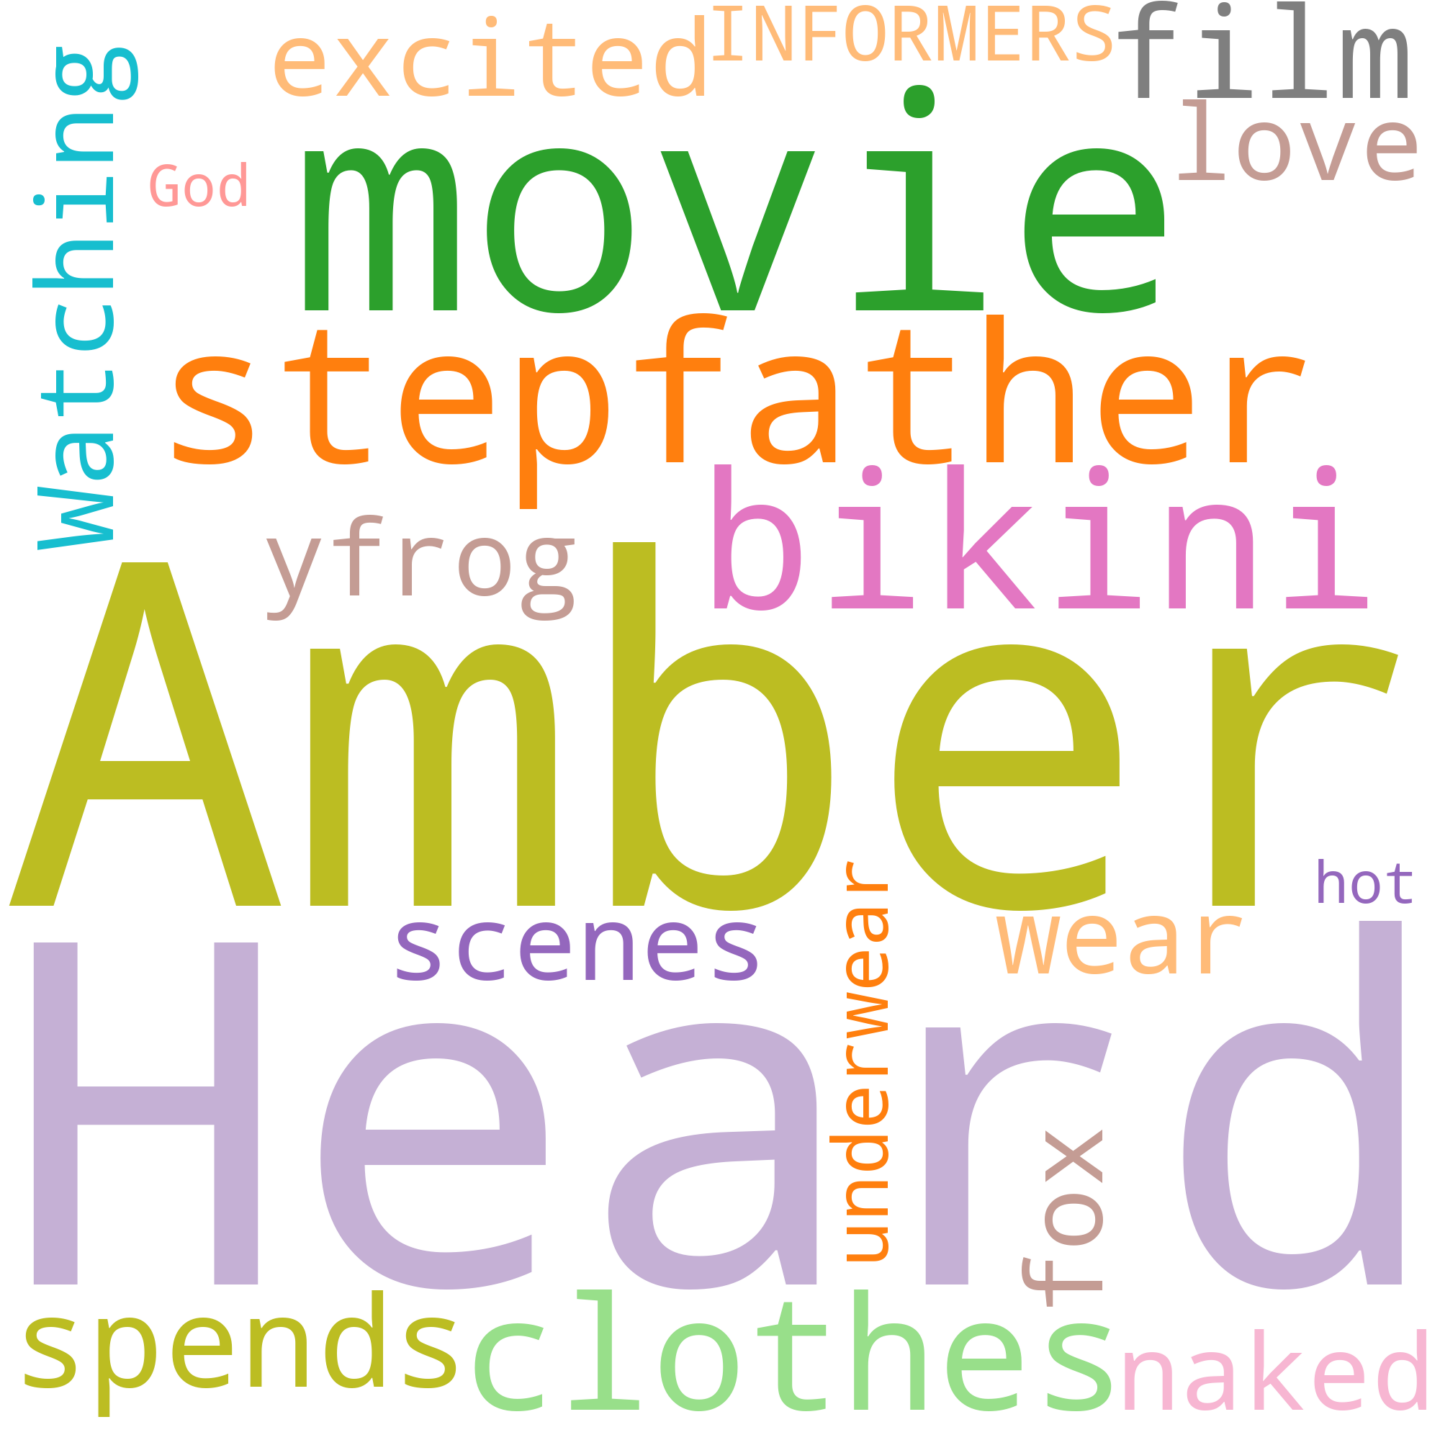 excited
INFORMERS
film
love
Watching
God
movie
stepfather
yfrog
bikini
Amber
hot
scenes
underwear
wear
Heard
fox
spends
clothes
naked